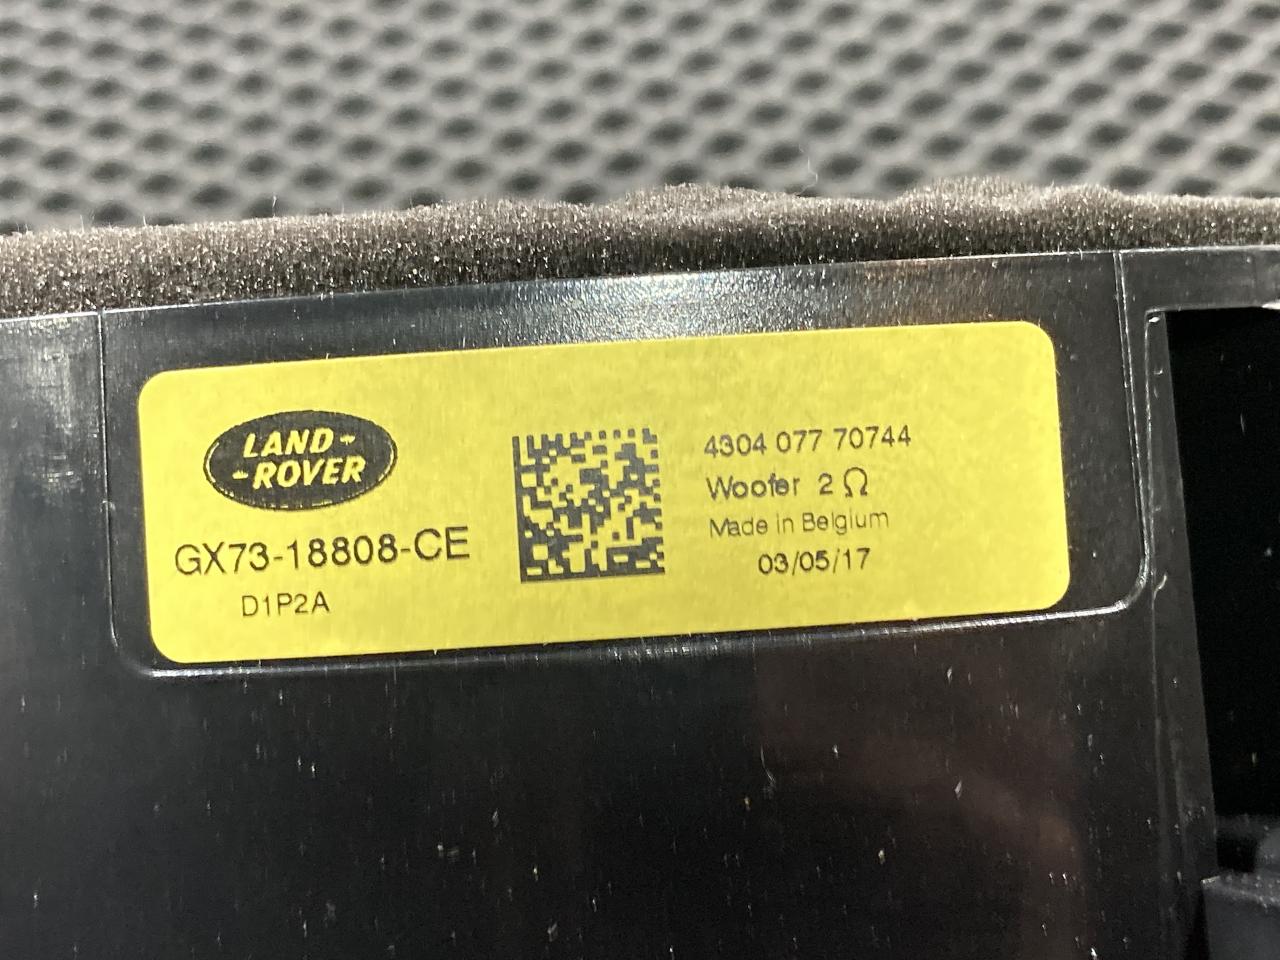 LAND-
-ROVER
GX73-18808-CE
D1P2A
4304 077 70744
Woofer 2 Ω
Made in Belgium
03/05/17